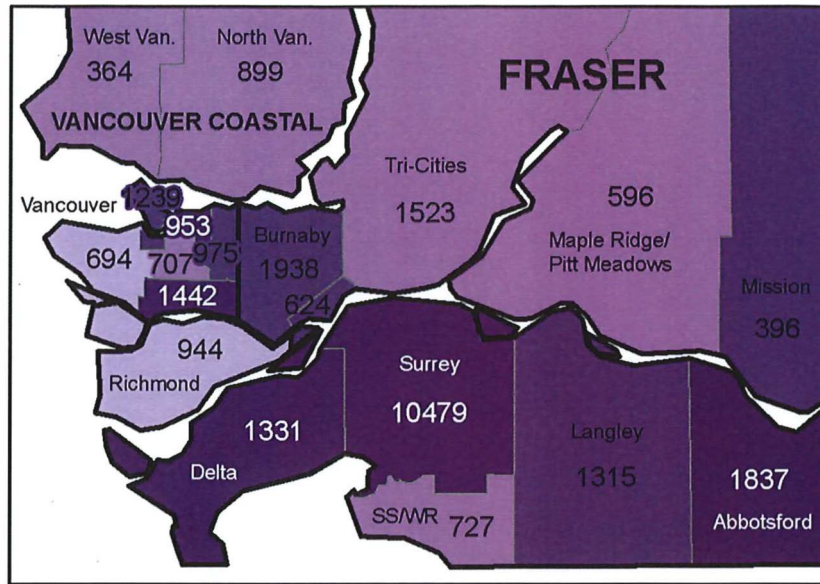 West Van.
364
North Van.
899
FRASER
VANCOUVER COASTAL
Tri-Cities
1523
596
Maple Ridge/
Pitt Meadows
Vancouver
1239
953
694
707
975
1442
Burnaby
1938
624
Mission
396
944
Richmond
Surrey
10479
1331
Delta
Langley
1315
1837
Abbotsford
SS/WR
727